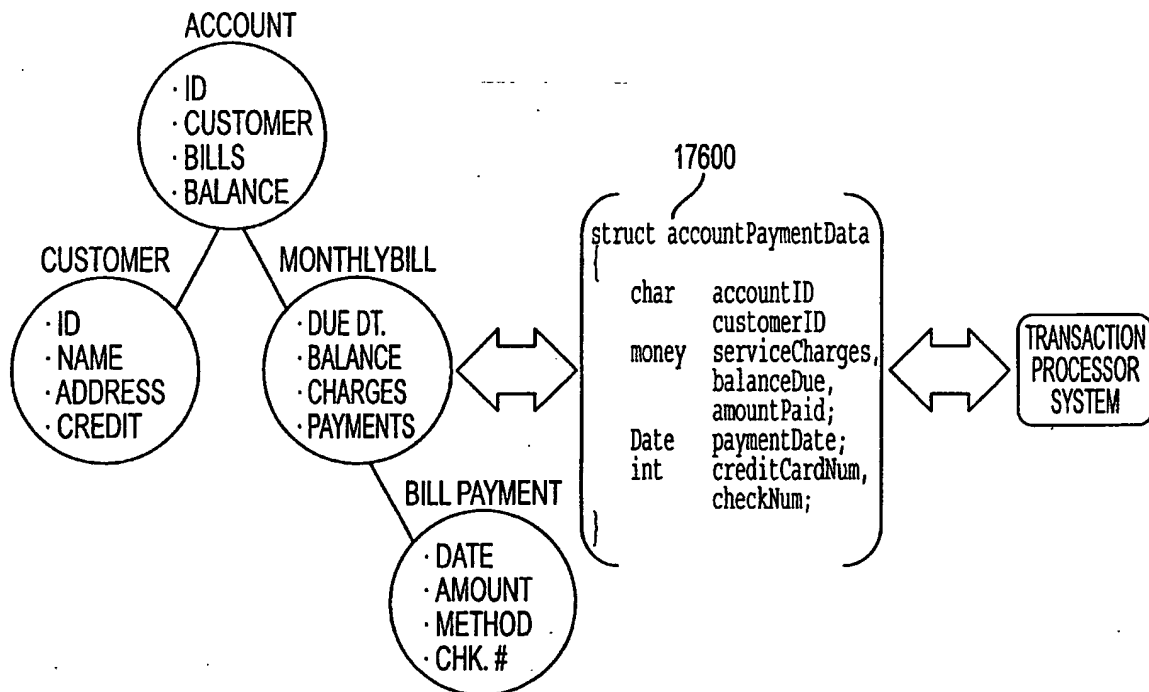 ACCOUNT
· ID
· CUSTOMER
· BILLS
· BALANCE
CUSTOMER
· ID
· NAME
· ADDRESS
· CREDIT
MONTHLYBILL
· DUE DT.
· BALANCE
· CHARGES
· PAYMENTS
BILL PAYMENT
· DATE
· AMOUNT
· METHOD
· CHK. #
17600
struct accountPaymentData
{
char accountID
customerID
money serviceCharges,
balanceDue,
amountPaid;
Date paymentDate;
int creditCardNum,
checkNum;
}
TRANSACTION
PROCESSOR
SYSTEM